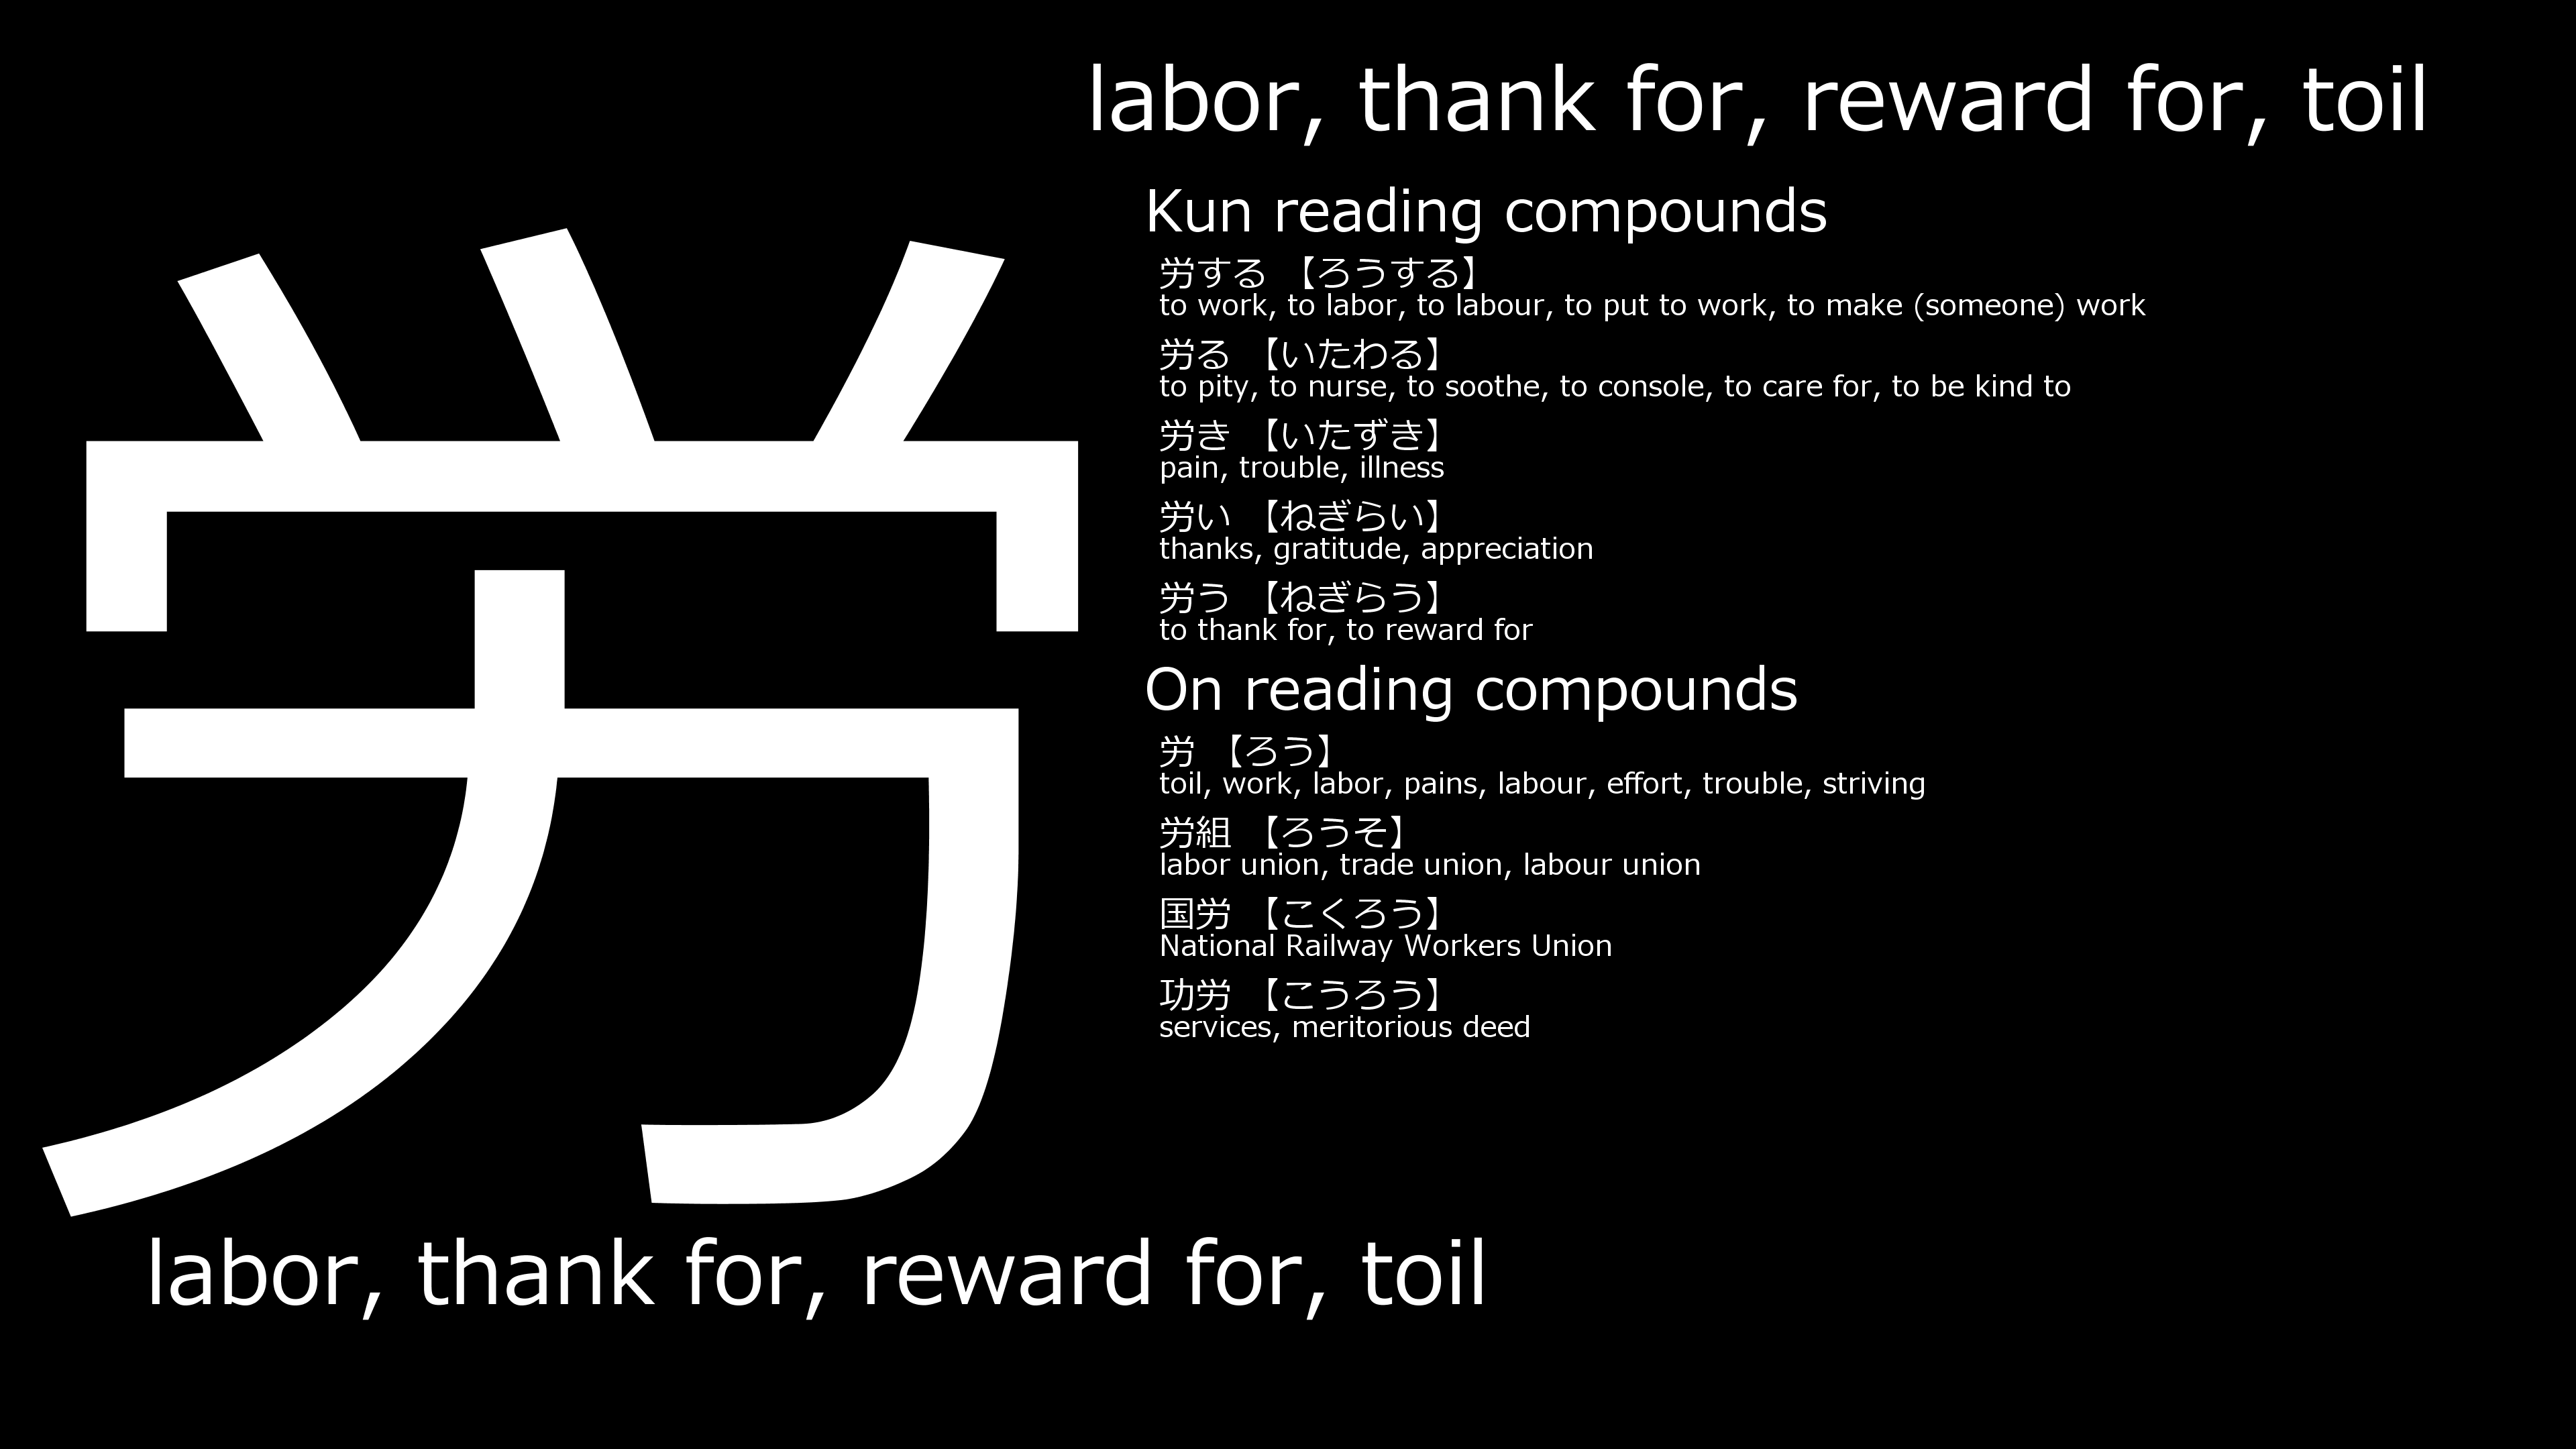 労
labor, thank for, reward for, toil
Kun reading compounds
労する 【ろうする】
to work, to labor, to labour, to put to work, to make (someone) work
労る 【いたわる】
to pity, to nurse, to soothe, to console, to care for, to be kind to
労き 【いたずき】
pain, trouble, illness
労い 【ねぎらい】
thanks, gratitude, appreciation
労う 【ねぎらう】
to thank for, to reward for
On reading compounds
労 【ろう】
toil, work, labor, pains, labour, effort, trouble, striving
労組 【ろうそ】
labor union, trade union, labour union
国労 【こくろう】
National Railway Workers Union
功労 【こうろう】
services, meritorious deed
labor, thank for, reward for, toil